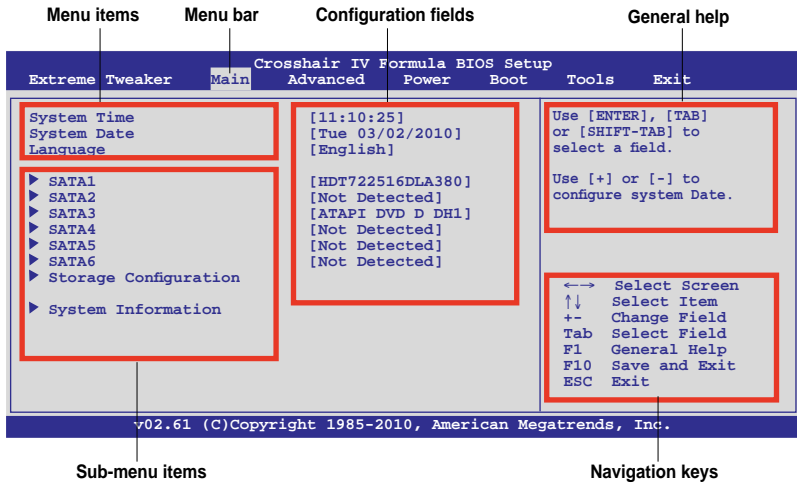 Menu items Menu bar Configuration fields General help
Crosshair IV Formula BIOS Setup
Extreme Tweaker Main Advanced Power Boot Tools Exit
System Time [11:10:25]
System Date [Tue 03/02/2010]
Language [English]
▶ SATA1 [HDT722516DLA380]
▶ SATA2 [Not Detected]
▶ SATA3 [ATAPI DVD D DH1]
▶ SATA4 [Not Detected]
▶ SATA5 [Not Detected]
▶ SATA6 [Not Detected]
▶ Storage Configuration
▶ System Information
Use [ENTER], [TAB]
or [SHIFT-TAB] to
select a field.
Use [+] or [-] to
configure system Date.
←→ Select Screen
↑↓ Select Item
+- Change Field
Tab Select Field
F1 General Help
F10 Save and Exit
ESC Exit
v02.61 (C)Copyright 1985-2010, American Megatrends, Inc.
Sub-menu items Navigation keys